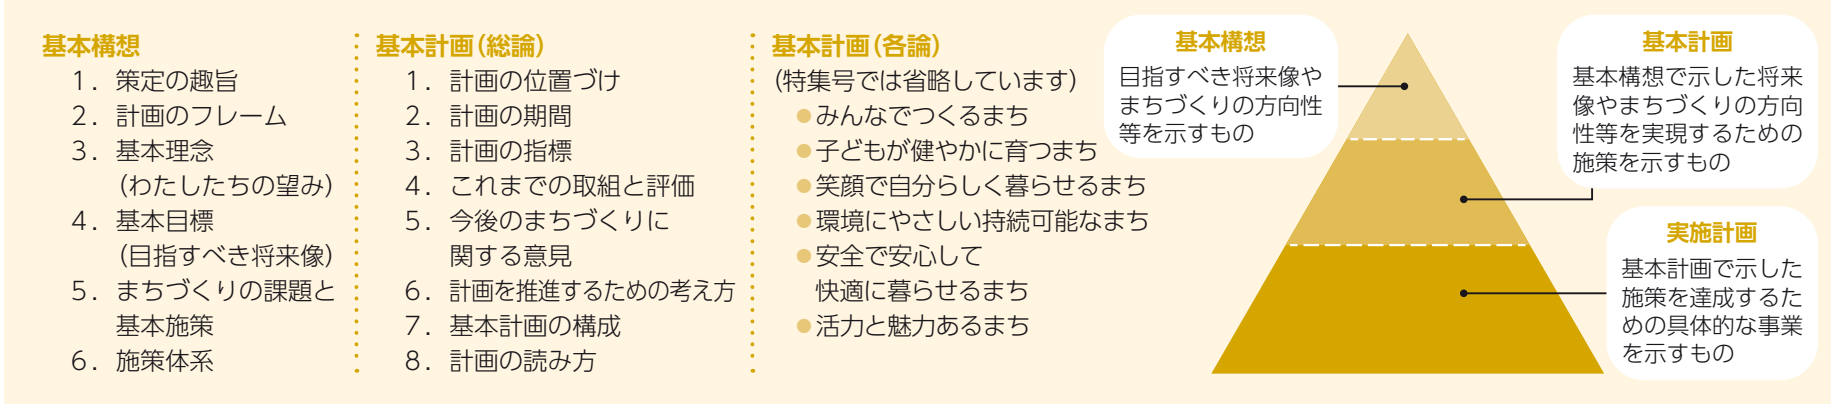 基本構想
1．策定の趣旨
2．計画のフレーム
3．基本理念
（わたしたちの望み）
4．基本目標
（目指すべき将来像）
5．まちづくりの課題と
基本施策
6．施策体系
基本計画（総論）
1．計画の位置づけ
2．計画の期間
3．計画の指標
4．これまでの取組と評価
5．今後のまちづくりに
関する意見
6．計画を推進するための考え方
7．基本計画の構成
8．計画の読み方
基本計画（各論）
（特集号では省略しています）
●みんなでつくるまち
●子どもが健やかに育つまち
●笑顔で自分らしく暮らせるまち
●環境にやさしい持続可能なまち
●安全で安心して
快適に暮らせるまち
●活力と魅力あるまち
基本構想
目指すべき将来像や
まちづくりの方向性
等を示すもの
基本計画
基本構想で示した将来
像やまちづくりの方向
性等を実現するための
施策を示すもの
実施計画
基本計画で示した
施策を達成するた
めの具体的な事業
を示すもの